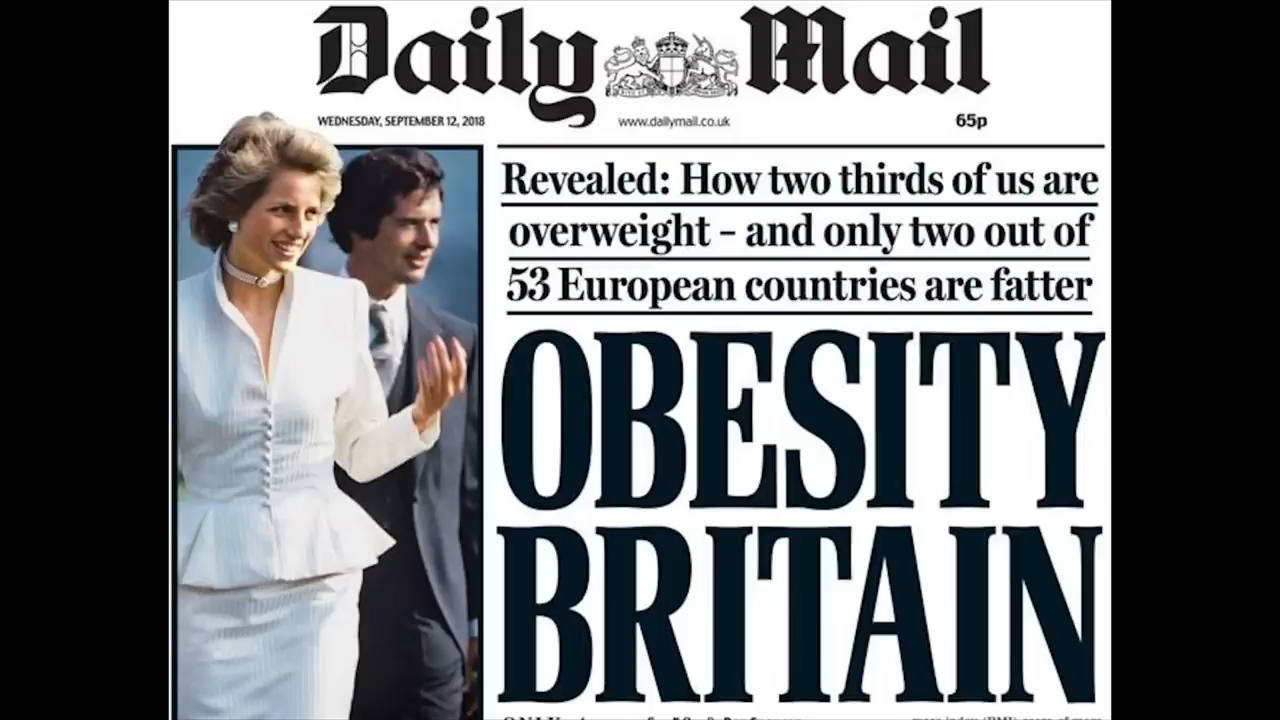 Daily Mail
WEDNESDAY, SEPTEMBER 12, 2018
www.dailymail.co.uk
65p
Revealed: How two thirds of us are
overweight – and only two out of
53 European countries are fatter
OBESITY
BRITAIN